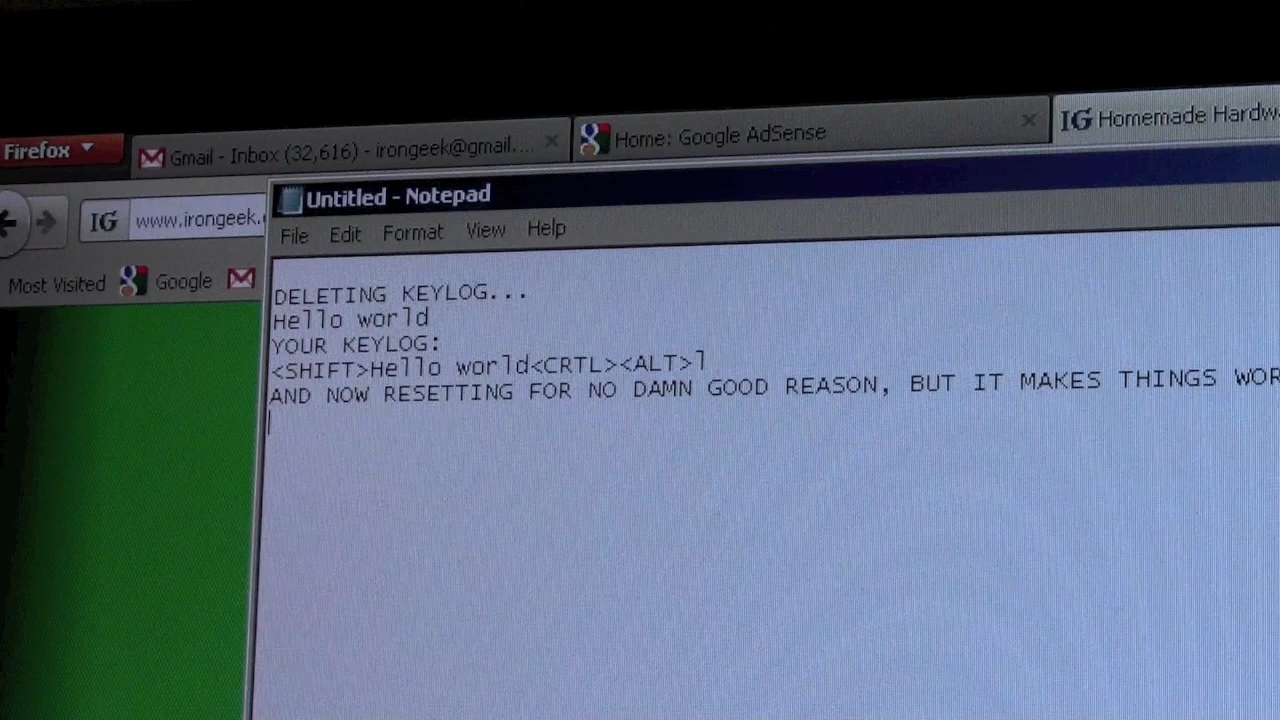 Firefox
Gmail - Inbox (32,616) - irongeek@gmail....
Home: Google AdSense
IG Homemade
IG www.irongeek.
Untitled - Notepad
File Edit Format View Help
Most Visited Google
DELETING KEYLOG...
Hello world
YOUR KEYLOG:
<SHIFT>Hello world<CRTL><ALT>l
AND NOW RESETTING FOR NO DAMN GOOD REASON, BUT IT MAKES THINGS WOR